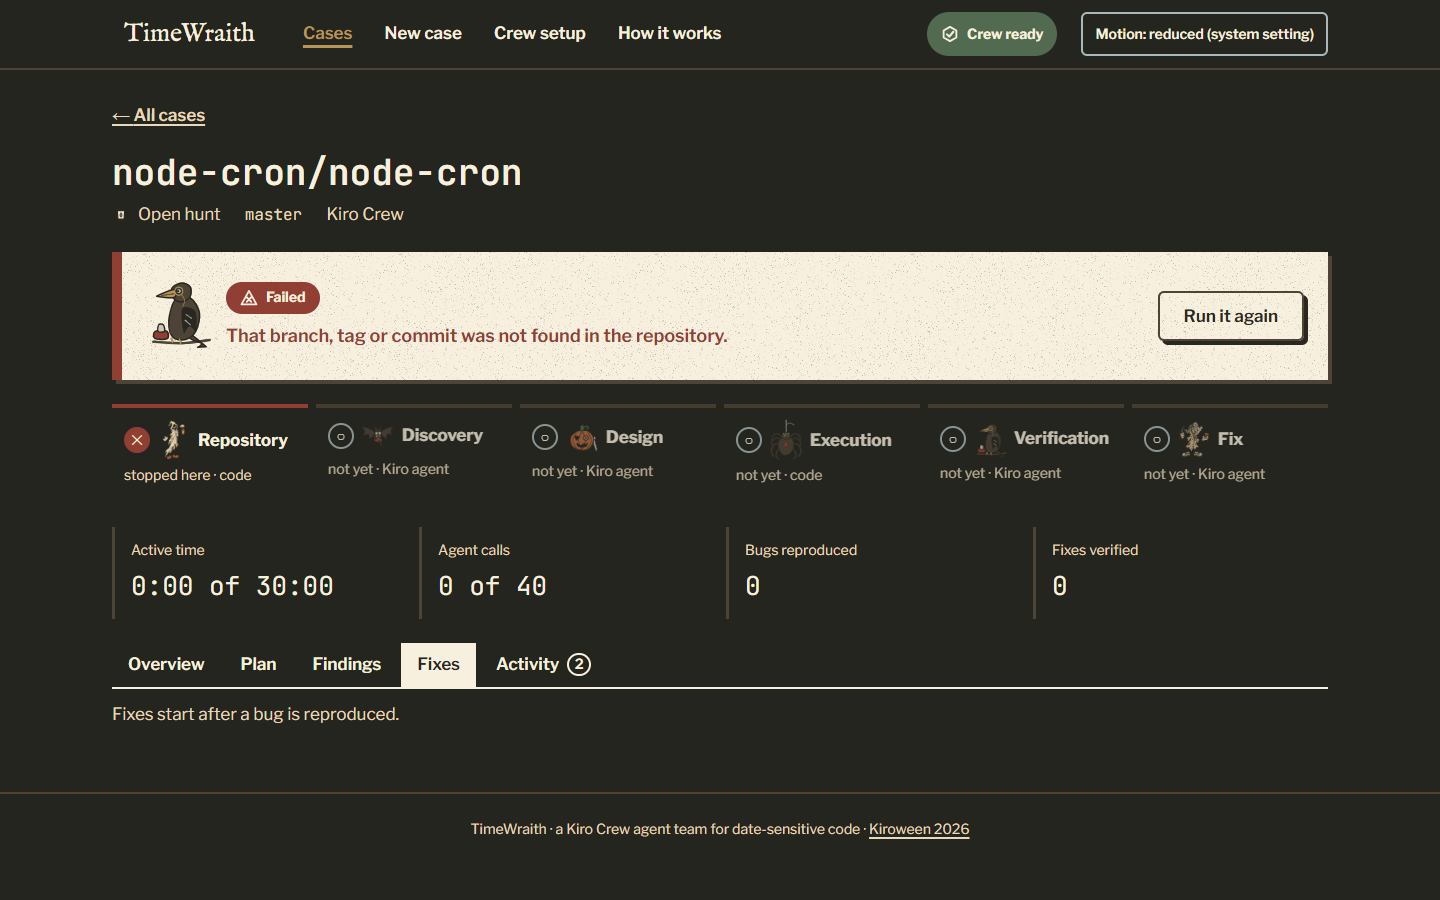 TimeWraith
Cases
New case
Crew setup
How it works
Crew ready
Motion: reduced (system setting)
← All cases
node-cron/node-cron
Open hunt
master
Kiro Crew
Failed
That branch, tag or commit was not found in the repository.
Run it again
Repository
stopped here · code
Discovery
not yet · Kiro agent
Design
not yet · Kiro agent
Execution
not yet · code
Verification
not yet · Kiro agent
Fix
not yet · Kiro agent
Active time
0:00 of 30:00
Agent calls
0 of 40
Bugs reproduced
0
Fixes verified
0
Overview
Plan
Findings
Fixes
Activity 2
Fixes start after a bug is reproduced.
TimeWraith · a Kiro Crew agent team for date-sensitive code · Kiroween 2026